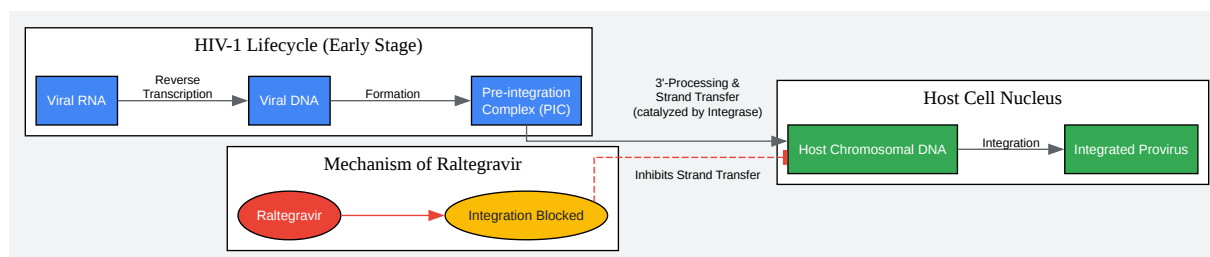 HIV-1 Lifecycle (Early Stage)
Viral RNA
Reverse
Transcription
Viral DNA
Formation
Pre-integration
Complex (PIC)
3'-Processing &
Strand Transfer
(catalyzed by Integrase)
Host Cell Nucleus
Host Chromosomal DNA
Integration
Integrated Provirus
Mechanism of Raltegravir
Raltegravir
Integration Blocked
Inhibits Strand Transfer